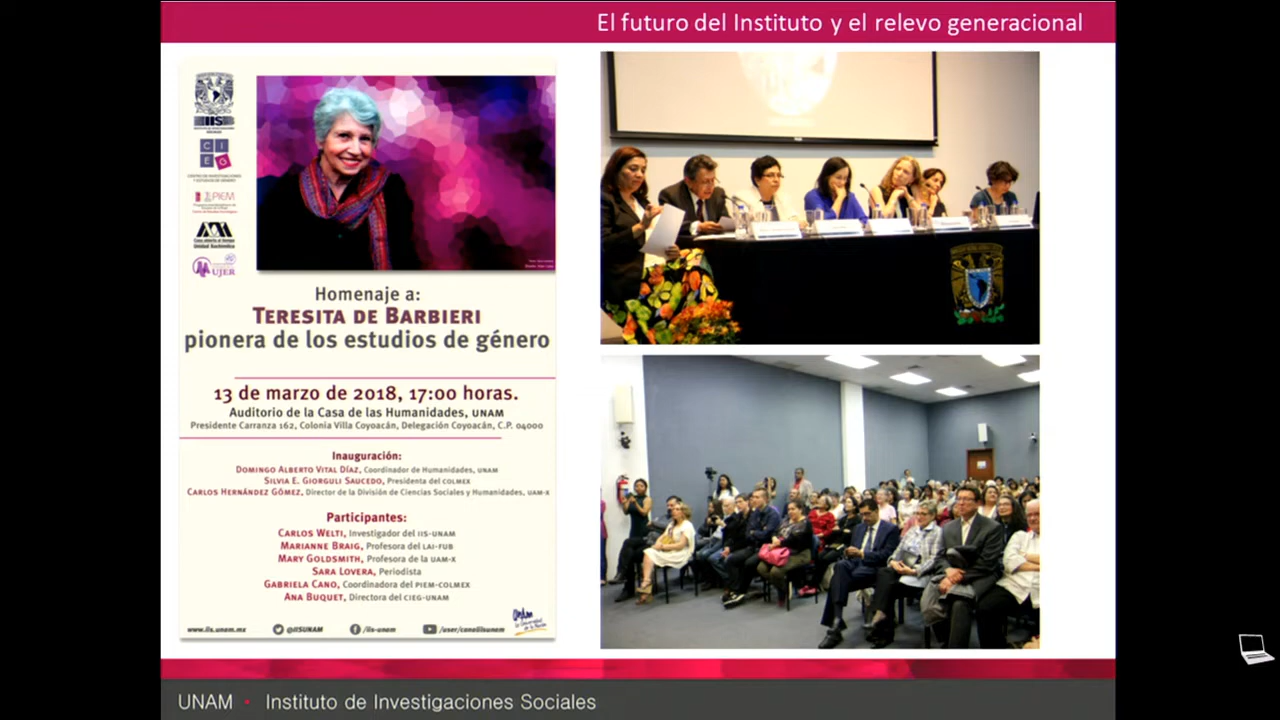 El futuro del Instituto y el relevo generacional
IIS
CIEG
PIEM
Homenaje a:
TERESITA DE BARBIERI
pionera de los estudios de género
13 de marzo de 2018, 17:00 horas.
Auditorio de la Casa de las Humanidades, UNAM
Presidente Carranza 162, Colonia Villa Coyoacán, Delegación Coyoacán, C.P. 04000
Inauguración:
DOMINGO ALBERTO VITAL DÍAZ, Coordinador de Humanidades, UNAM
SILVIA E. GIORGULI SAUCEDO, Presidenta del COLMEX
CARLOS HERNÁNDEZ GÓMEZ, Director de la División de Ciencias Sociales y Humanidades, UAM-X
Participantes:
CARLOS WELTI, Investigador del IIS-UNAM
MARIANNE BRAIG, Profesora del LAI-FUB
MARY GOLDSMITH, Profesora de la UAM-X
SARA LOVERA, Periodista
GABRIELA CANO, Coordinadora del PIEM-COLMEX
ANA BUQUET, Directora del CIEG-UNAM
www.iis.unam.mx @IISUNAM /iis-unam /user/canaliisunam
UNAM • Instituto de Investigaciones Sociales